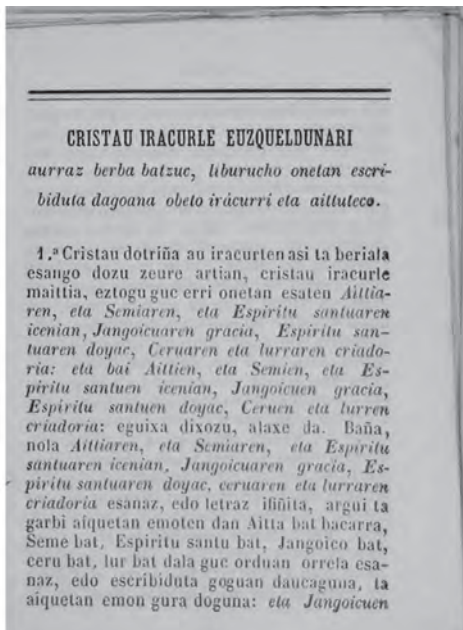 CRISTAU IRACURLE EUZQUELDUNARI
aurraz berba batzuc, liburucho onetan escri-
biduta dagoana obeto iracurri eta aittuteco.
1.ª Cristau dotriña au iracurten asi ta beriala
esango dozu zeure artian, cristau iracurle
maittia, eztogu guc erri onetan esaten Aittia-
ren, eta Semiaren, eta Espiritu santuaren
icenian, Jangoicuaren gracia, Espiritu san-
tuaren doyac, Ceruaren eta lurraren criado-
ria: eta bai Aittien, eta Semien, eta Es-
piritu santuen icenian, Jangoicuen gracia,
Espiritu santuen doyac, Ceruen eta lurren
criadoria: eguixa dixozu, alaxe da. Baña,
nola Aittiaren, eta Semiaren, eta Espiritu
santuaren icenian, Jangoicuaren gracia, Es-
piritu santuaren doyac, ceruaren eta lurraren
criadoria esanaz, edo letraz ifiñita, argui ta
garbi aiquetan emoten dan Aitta bat bacarra,
Seme bat, Espiritu santu bat, Jangoico bat,
ceru bat, lur bat dala guc orduan orrela esa-
naz, edo escribiduta goguan daucaguna, ta
aiquetan emon gura doguna: eta Jangoicuen